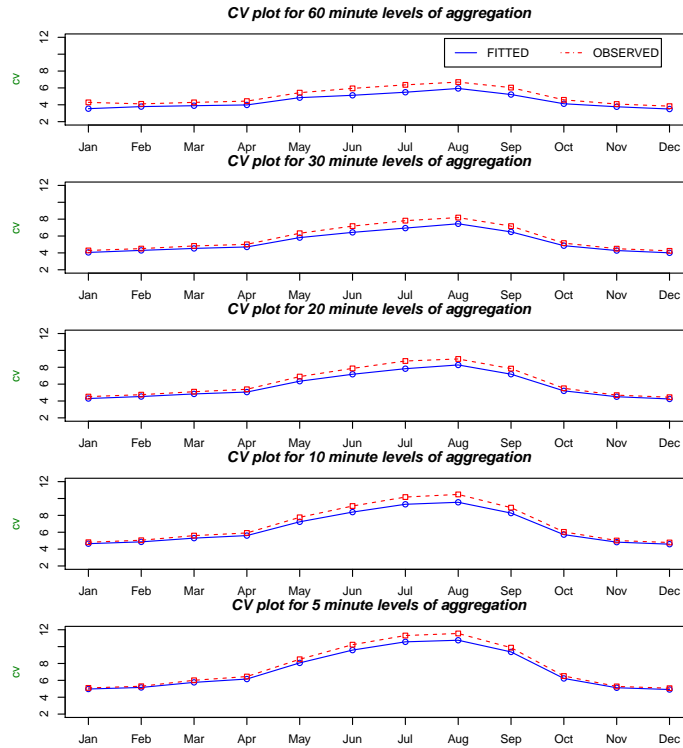 CV plot for 60 minute levels of aggregation
12
8
6
4
2
CV
FITTED
OBSERVED
Jan Feb Mar Apr May Jun Jul Aug Sep Oct Nov Dec
CV plot for 30 minute levels of aggregation
12
8
6
4
2
CV
Jan Feb Mar Apr May Jun Jul Aug Sep Oct Nov Dec
CV plot for 20 minute levels of aggregation
12
8
6
4
2
CV
Jan Feb Mar Apr May Jun Jul Aug Sep Oct Nov Dec
CV plot for 10 minute levels of aggregation
12
8
6
4
2
CV
Jan Feb Mar Apr May Jun Jul Aug Sep Oct Nov Dec
CV plot for 5 minute levels of aggregation
12
8
6
4
2
CV
Jan Feb Mar Apr May Jun Jul Aug Sep Oct Nov Dec